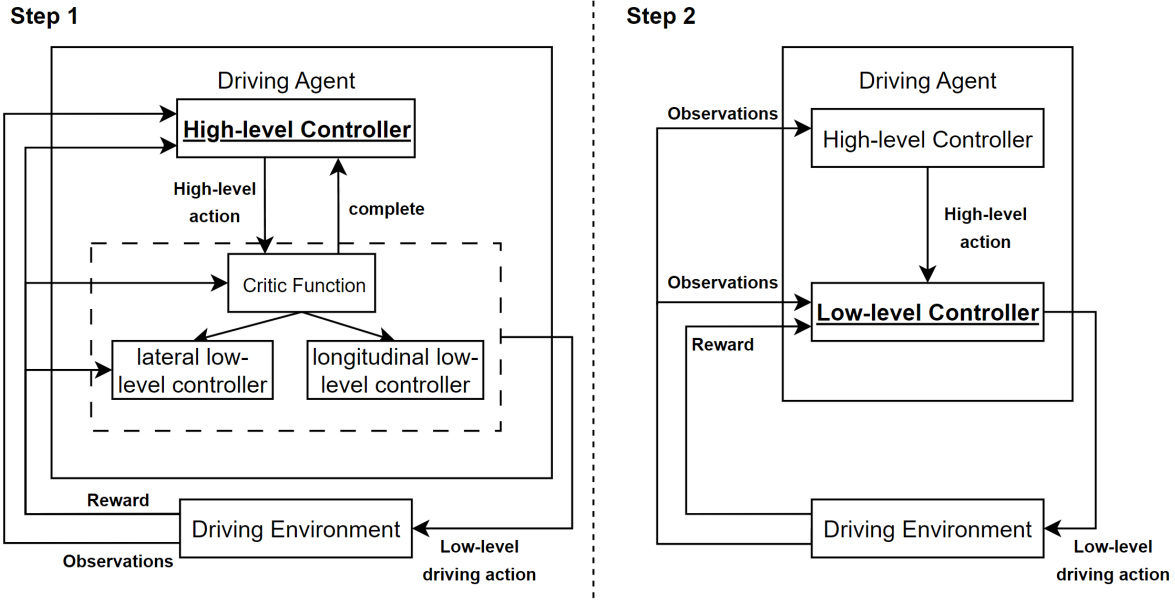 Step 1
Driving Agent
High-level Controller
High-level
action
complete
Critic Function
lateral low-
level controller
longitudinal low-
level controller
Reward
Driving Environment
Observations
Low-level
driving action
Step 2
Driving Agent
Observations
High-level Controller
High-level
action
Observations
Low-level Controller
Reward
Driving Environment
Low-level
driving action